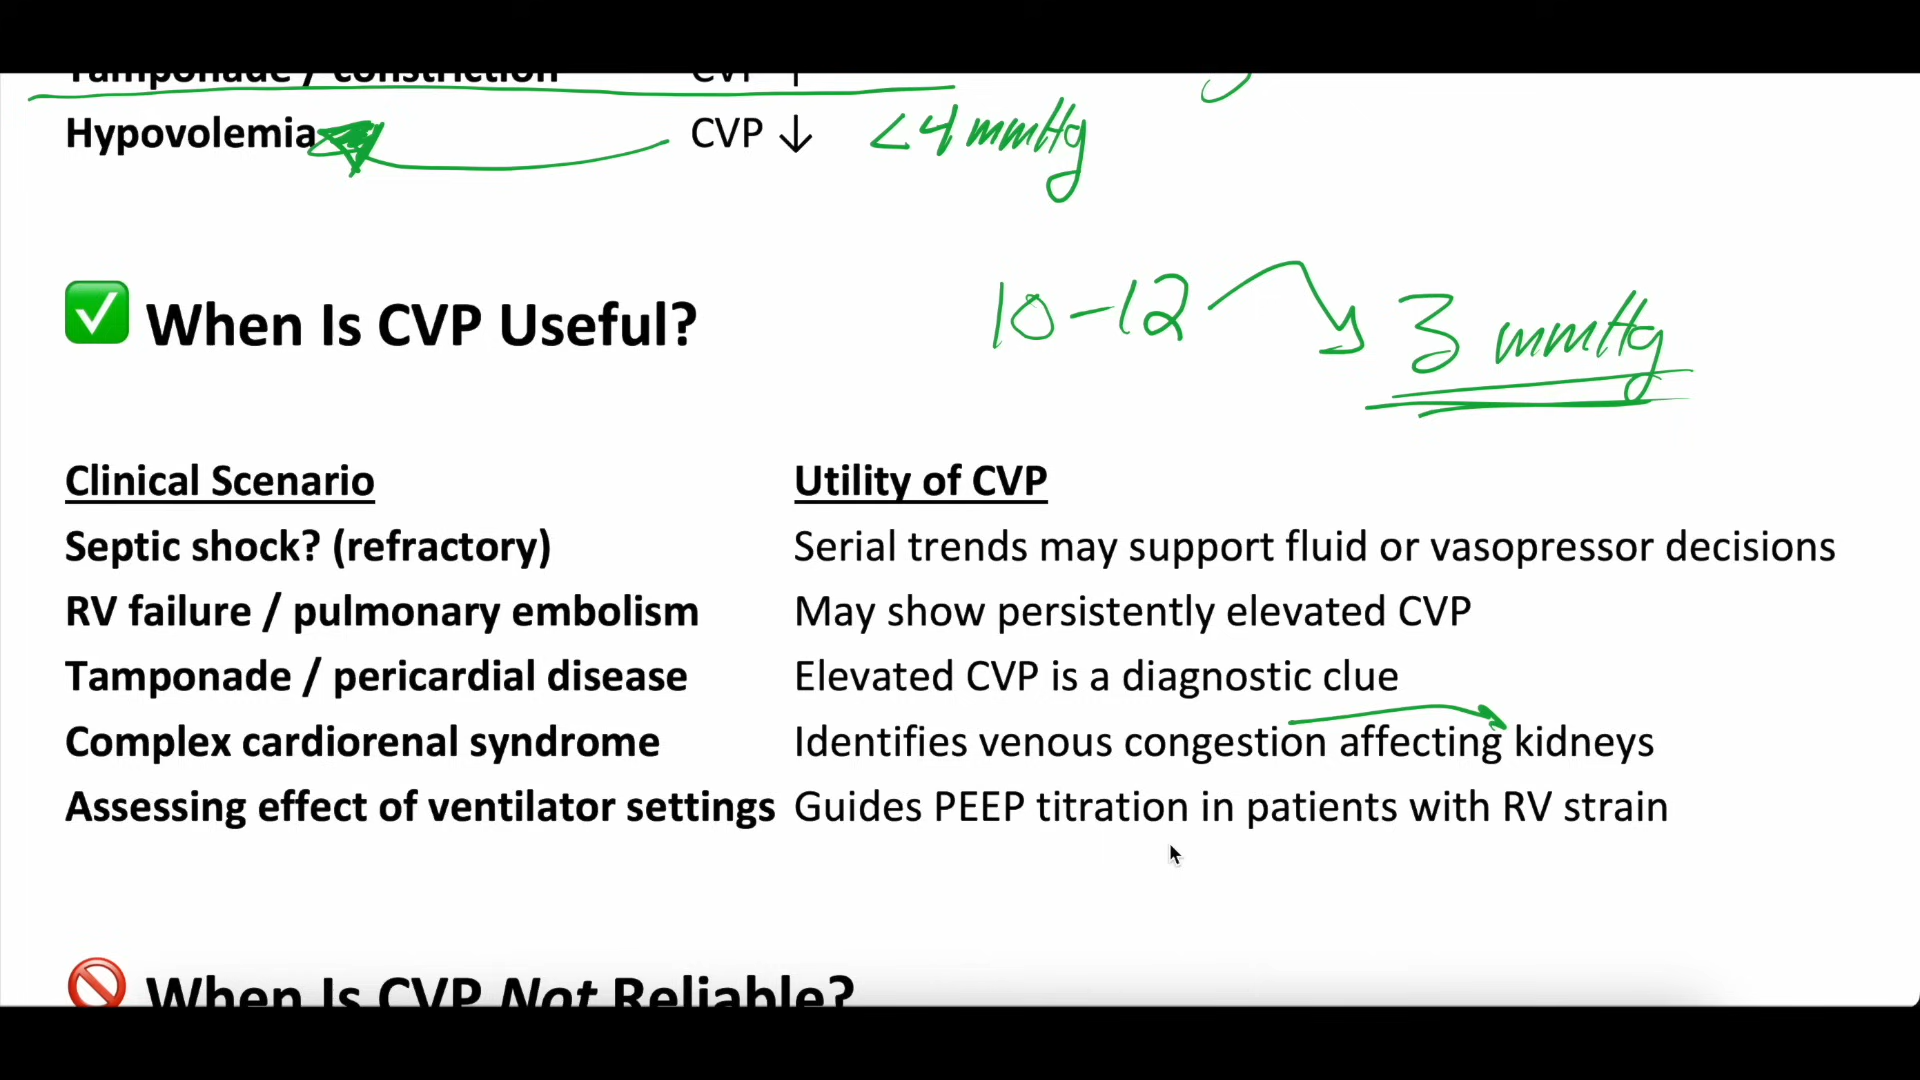 Tamponade / constriction CVP ↑
Hypovolemia CVP ↓ <4 mmHg
✅ When Is CVP Useful?
10-12 → 3 mmHg
Clinical Scenario Utility of CVP
Septic shock? (refractory) Serial trends may support fluid or vasopressor decisions
RV failure / pulmonary embolism May show persistently elevated CVP
Tamponade / pericardial disease Elevated CVP is a diagnostic clue
Complex cardiorenal syndrome Identifies venous congestion affecting kidneys
Assessing effect of ventilator settings Guides PEEP titration in patients with RV strain
🚫 When Is CVP Not Reliable?